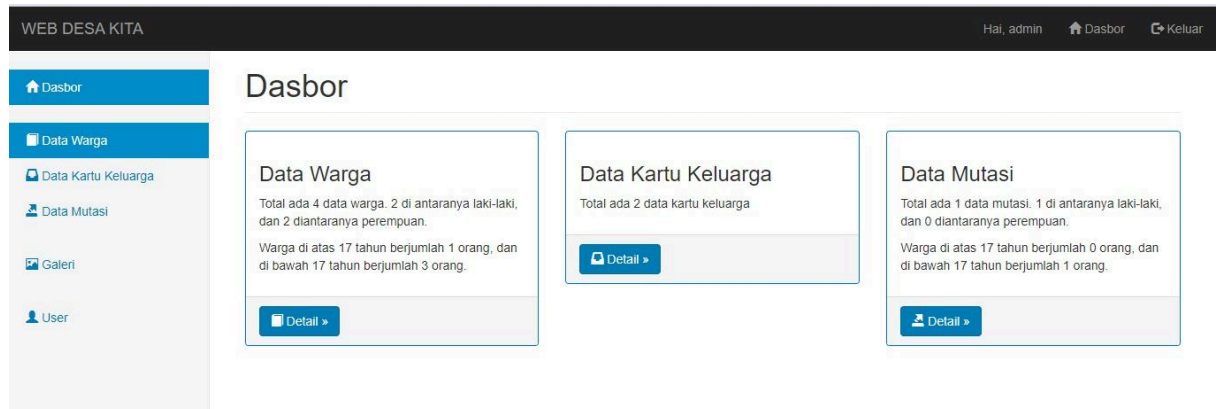 WEB DESA KITA
Hai, admin
Dasbor
Keluar
Dasbor
Data Warga
Data Kartu Keluarga
Data Mutasi
Galeri
User
Dasbor
Data Warga
Total ada 4 data warga. 2 di antaranya laki-laki,
dan 2 diantaranya perempuan.
Warga di atas 17 tahun berjumlah 1 orang, dan
di bawah 17 tahun berjumlah 3 orang.
Detail »
Data Kartu Keluarga
Total ada 2 data kartu keluarga
Detail »
Data Mutasi
Total ada 1 data mutasi. 1 di antaranya laki-laki,
dan 0 diantaranya perempuan.
Warga di atas 17 tahun berjumlah 0 orang, dan
di bawah 17 tahun berjumlah 1 orang.
Detail »